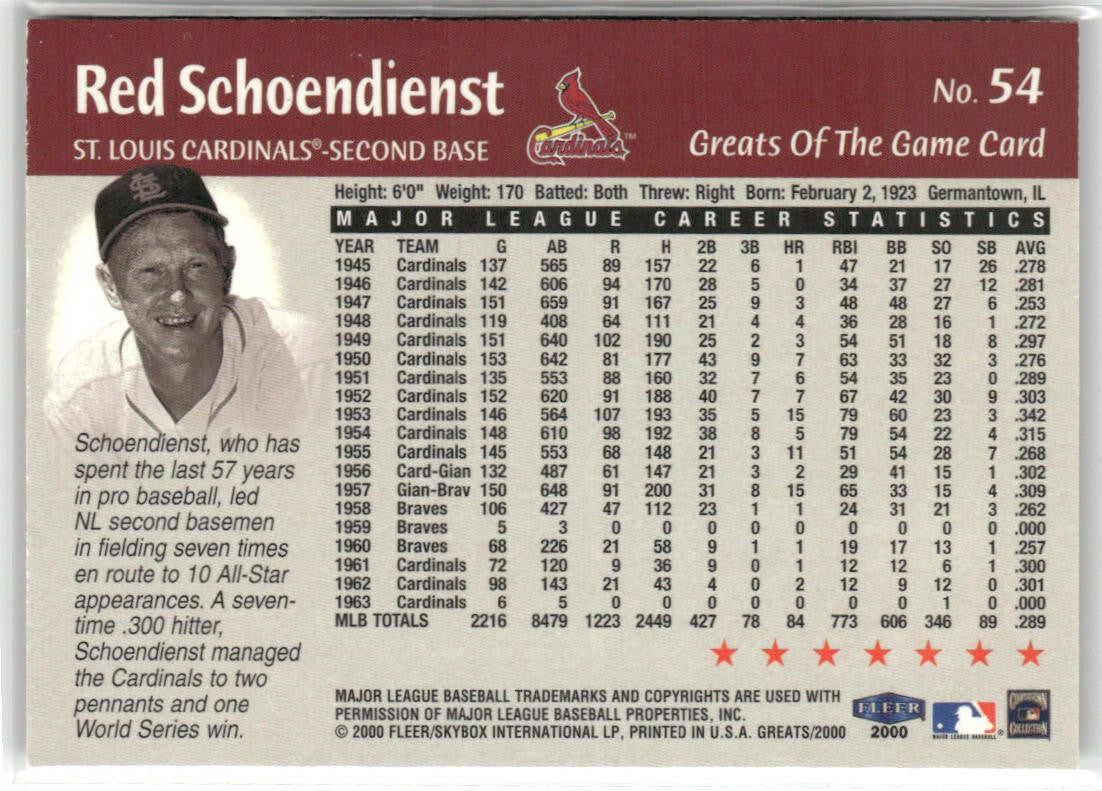 Red Schoendienst
No. 54
ST. LOUIS CARDINALS®-SECOND BASE
Cardinals™
Greats Of The Game Card
STL
Height: 6'0" Weight: 170 Batted: Both Threw: Right Born: February 2, 1923 Germantown, IL
MAJOR LEAGUE CAREER STATISTICS
YEAR TEAM G AB R H 2B 3B HR RBI BB SO SB AVG
1945 Cardinals 137 565 89 157 22 6 1 47 21 17 26 .278
1946 Cardinals 142 606 94 170 28 5 0 34 37 27 12 .281
1947 Cardinals 151 659 91 167 25 9 3 48 48 27 6 .253
1948 Cardinals 119 408 64 111 21 4 4 36 28 16 1 .272
1949 Cardinals 151 640 102 190 25 2 3 54 51 18 8 .297
1950 Cardinals 153 642 81 177 43 9 7 63 33 32 3 .276
1951 Cardinals 135 553 88 160 32 7 6 54 35 23 0 .289
1952 Cardinals 152 620 91 188 40 7 7 67 42 30 9 .303
1953 Cardinals 146 564 107 193 35 5 15 79 60 23 3 .342
1954 Cardinals 148 610 98 192 38 8 5 79 54 22 4 .315
1955 Cardinals 145 553 68 148 21 3 11 51 54 28 7 .268
1956 Card-Gian 132 487 61 147 21 3 2 29 41 15 1 .302
1957 Gian-Brav 150 648 91 200 31 8 15 65 33 15 4 .309
1958 Braves 106 427 47 112 23 1 1 24 31 21 3 .262
1959 Braves 5 3 0 0 0 0 0 0 0 0 0 .000
1960 Braves 68 226 21 58 9 1 1 19 17 13 1 .257
1961 Cardinals 72 120 9 36 9 0 1 12 12 6 1 .300
1962 Cardinals 98 143 21 43 4 0 2 12 9 12 0 .301
1963 Cardinals 6 5 0 0 0 0 0 0 0 1 0 .000
MLB TOTALS 2216 8479 1223 2449 427 78 84 773 606 346 89 .289
Schoendienst, who has
spent the last 57 years
in pro baseball, led
NL second basemen
in fielding seven times
en route to 10 All-Star
appearances. A seven-
time .300 hitter,
Schoendienst managed
the Cardinals to two
pennants and one
World Series win.
MAJOR LEAGUE BASEBALL TRADEMARKS AND COPYRIGHTS ARE USED WITH
PERMISSION OF MAJOR LEAGUE BASEBALL PROPERTIES, INC.
© 2000 FLEER/SKYBOX INTERNATIONAL LP, PRINTED IN U.S.A. GREATS/2000
FLEER
2000
MAJOR LEAGUE BASEBALL®
COOPERSTOWN
COLLECTION